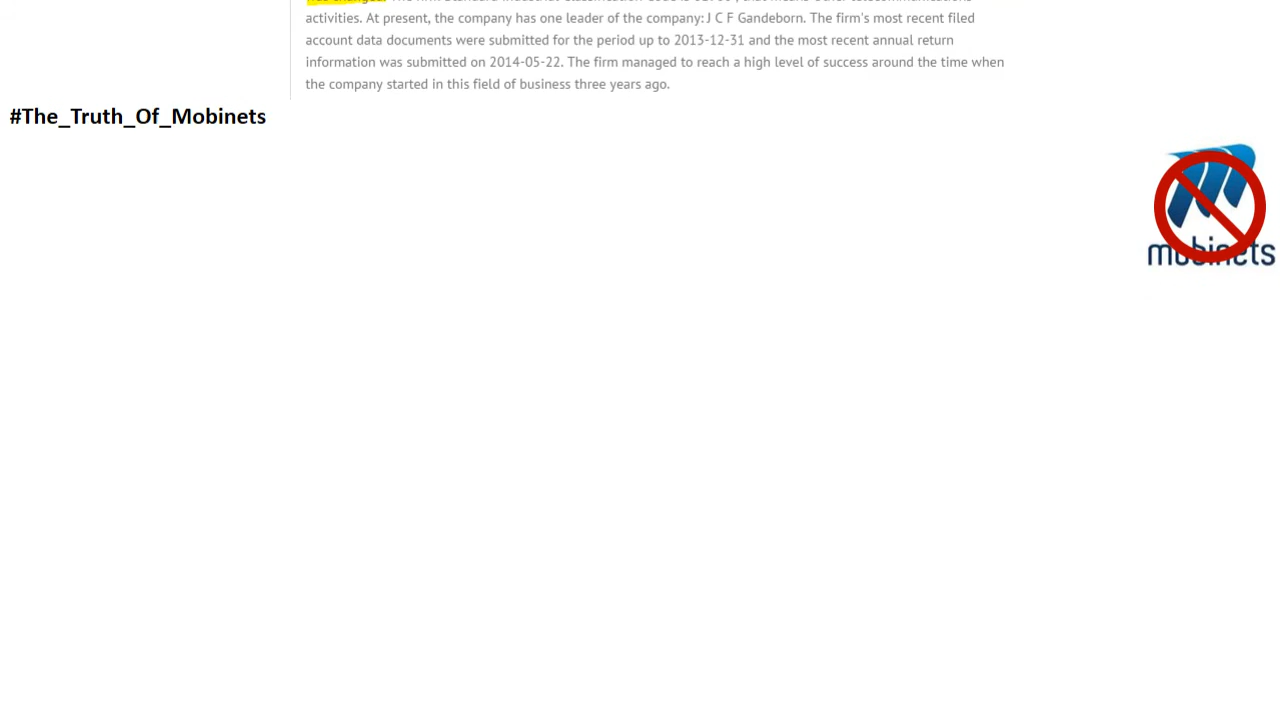 activities. At present, the company has one leader of the company: J C F Gandeborn. The firm's most recent filed
account data documents were submitted for the period up to 2013-12-31 and the most recent annual return
information was submitted on 2014-05-22. The firm managed to reach a high level of success around the time when
the company started in this field of business three years ago.
#The_Truth_Of_Mobinets
mobinets